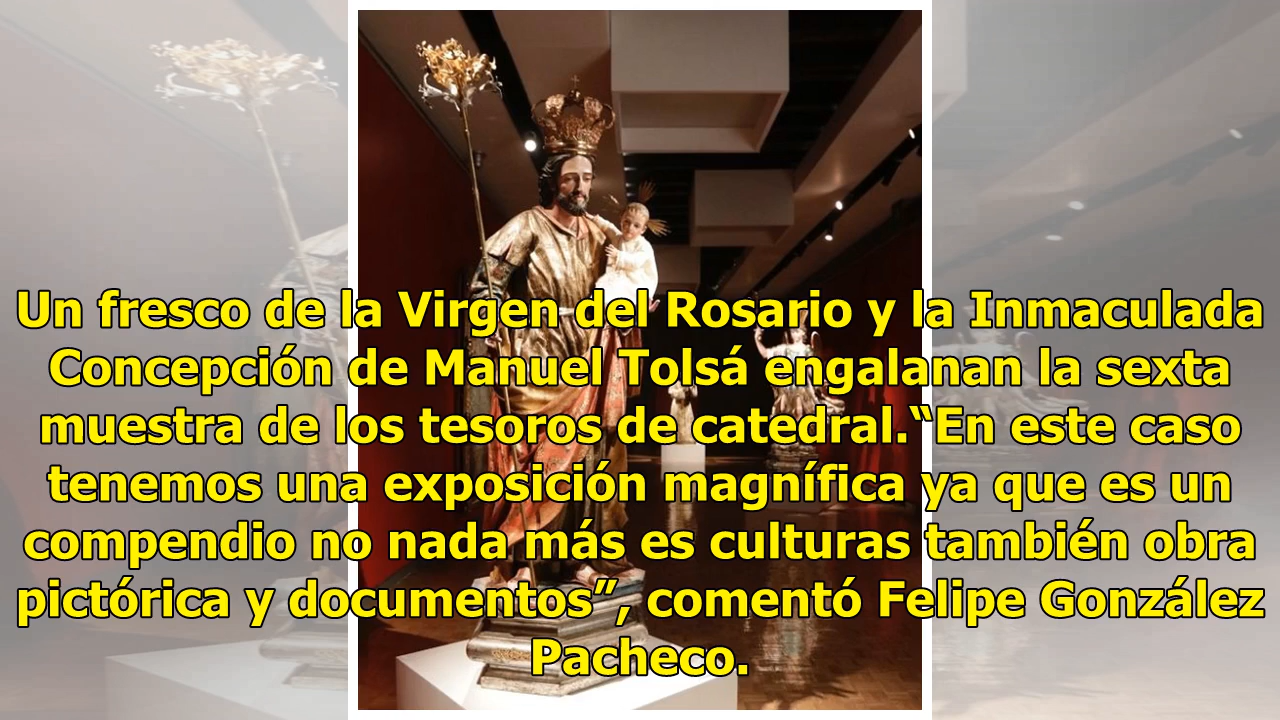 Un fresco de la Virgen del Rosario y la Inmaculada
Concepción de Manuel Tolsá engalanan la sexta
muestra de los tesoros de catedral.“En este caso
tenemos una exposición magnífica ya que es un
compendio no nada más es culturas también obra
pictórica y documentos”, comentó Felipe González
Pacheco.